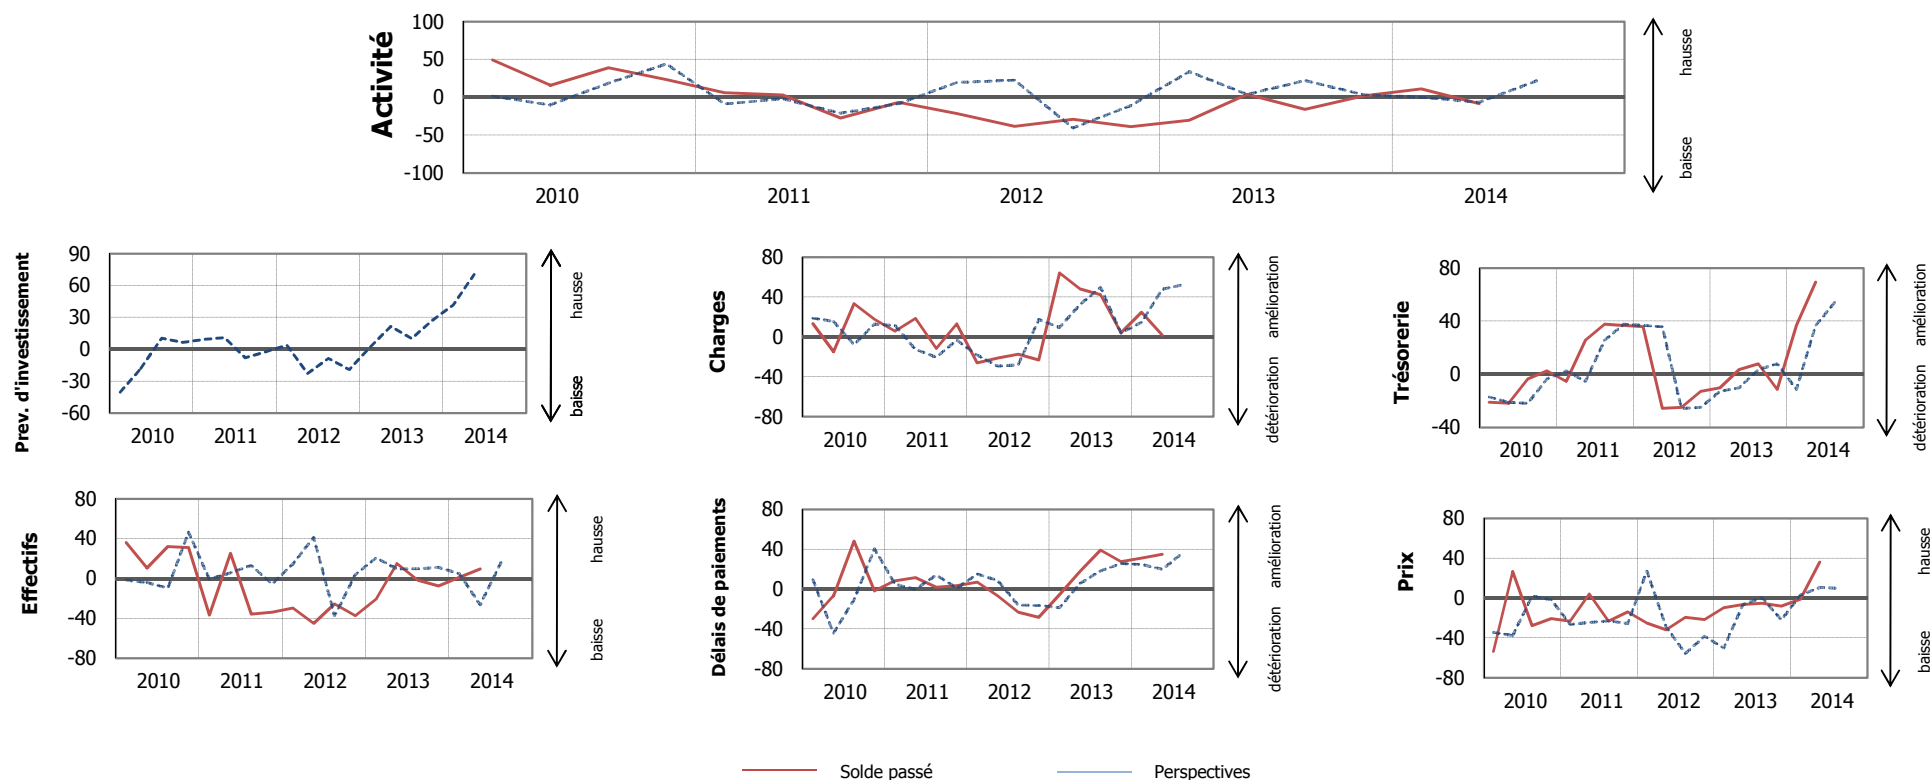 Activité
100
50
0
-50
-100
2010 2011 2012 2013 2014
hausse
baisse
Prev. d'investissement
90
60
30
0
-30
-60
2010 2011 2012 2013 2014
hausse
baisse
Charges
80
40
0
-40
-80
2010 2011 2012 2013 2014
amélioration
détérioration
Trésorerie
80
40
0
-40
2010 2011 2012 2013 2014
amélioration
détérioration
Effectifs
80
40
0
-40
-80
2010 2011 2012 2013 2014
hausse
baisse
Délais de paiements
80
40
0
-40
-80
2010 2011 2012 2013 2014
amélioration
détérioration
Prix
80
40
0
-40
-80
2010 2011 2012 2013 2014
hausse
baisse
Solde passé Perspectives